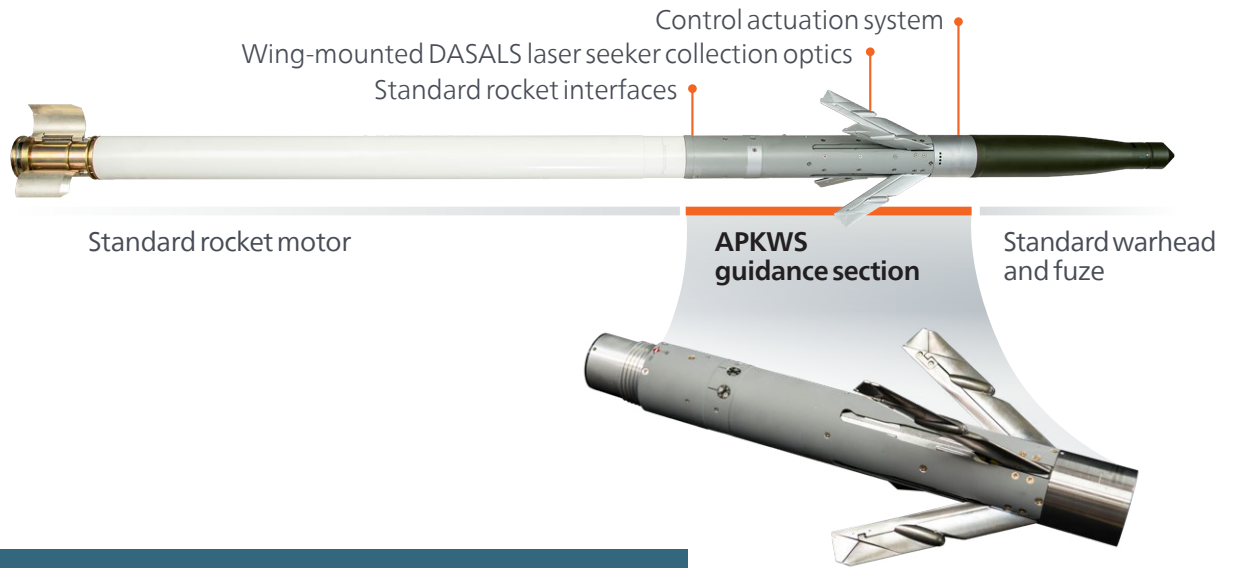 Control actuation system
Wing-mounted DASALS laser seeker collection optics
Standard rocket interfaces
Standard rocket motor
APKWS
guidance section
Standard warhead
and fuze